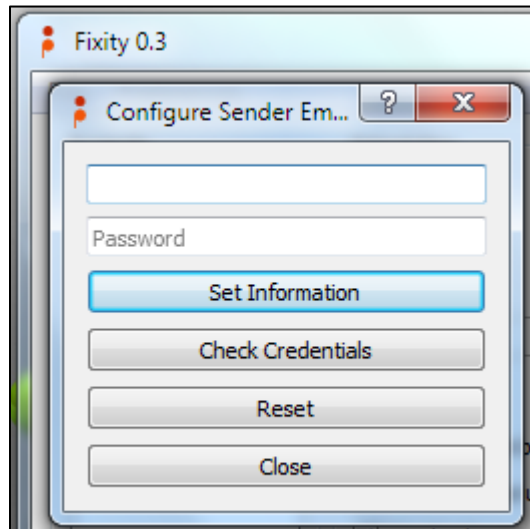 Fixity 0.3
Configure Sender Em...
?
X
Password
Set Information
Check Credentials
Reset
Close